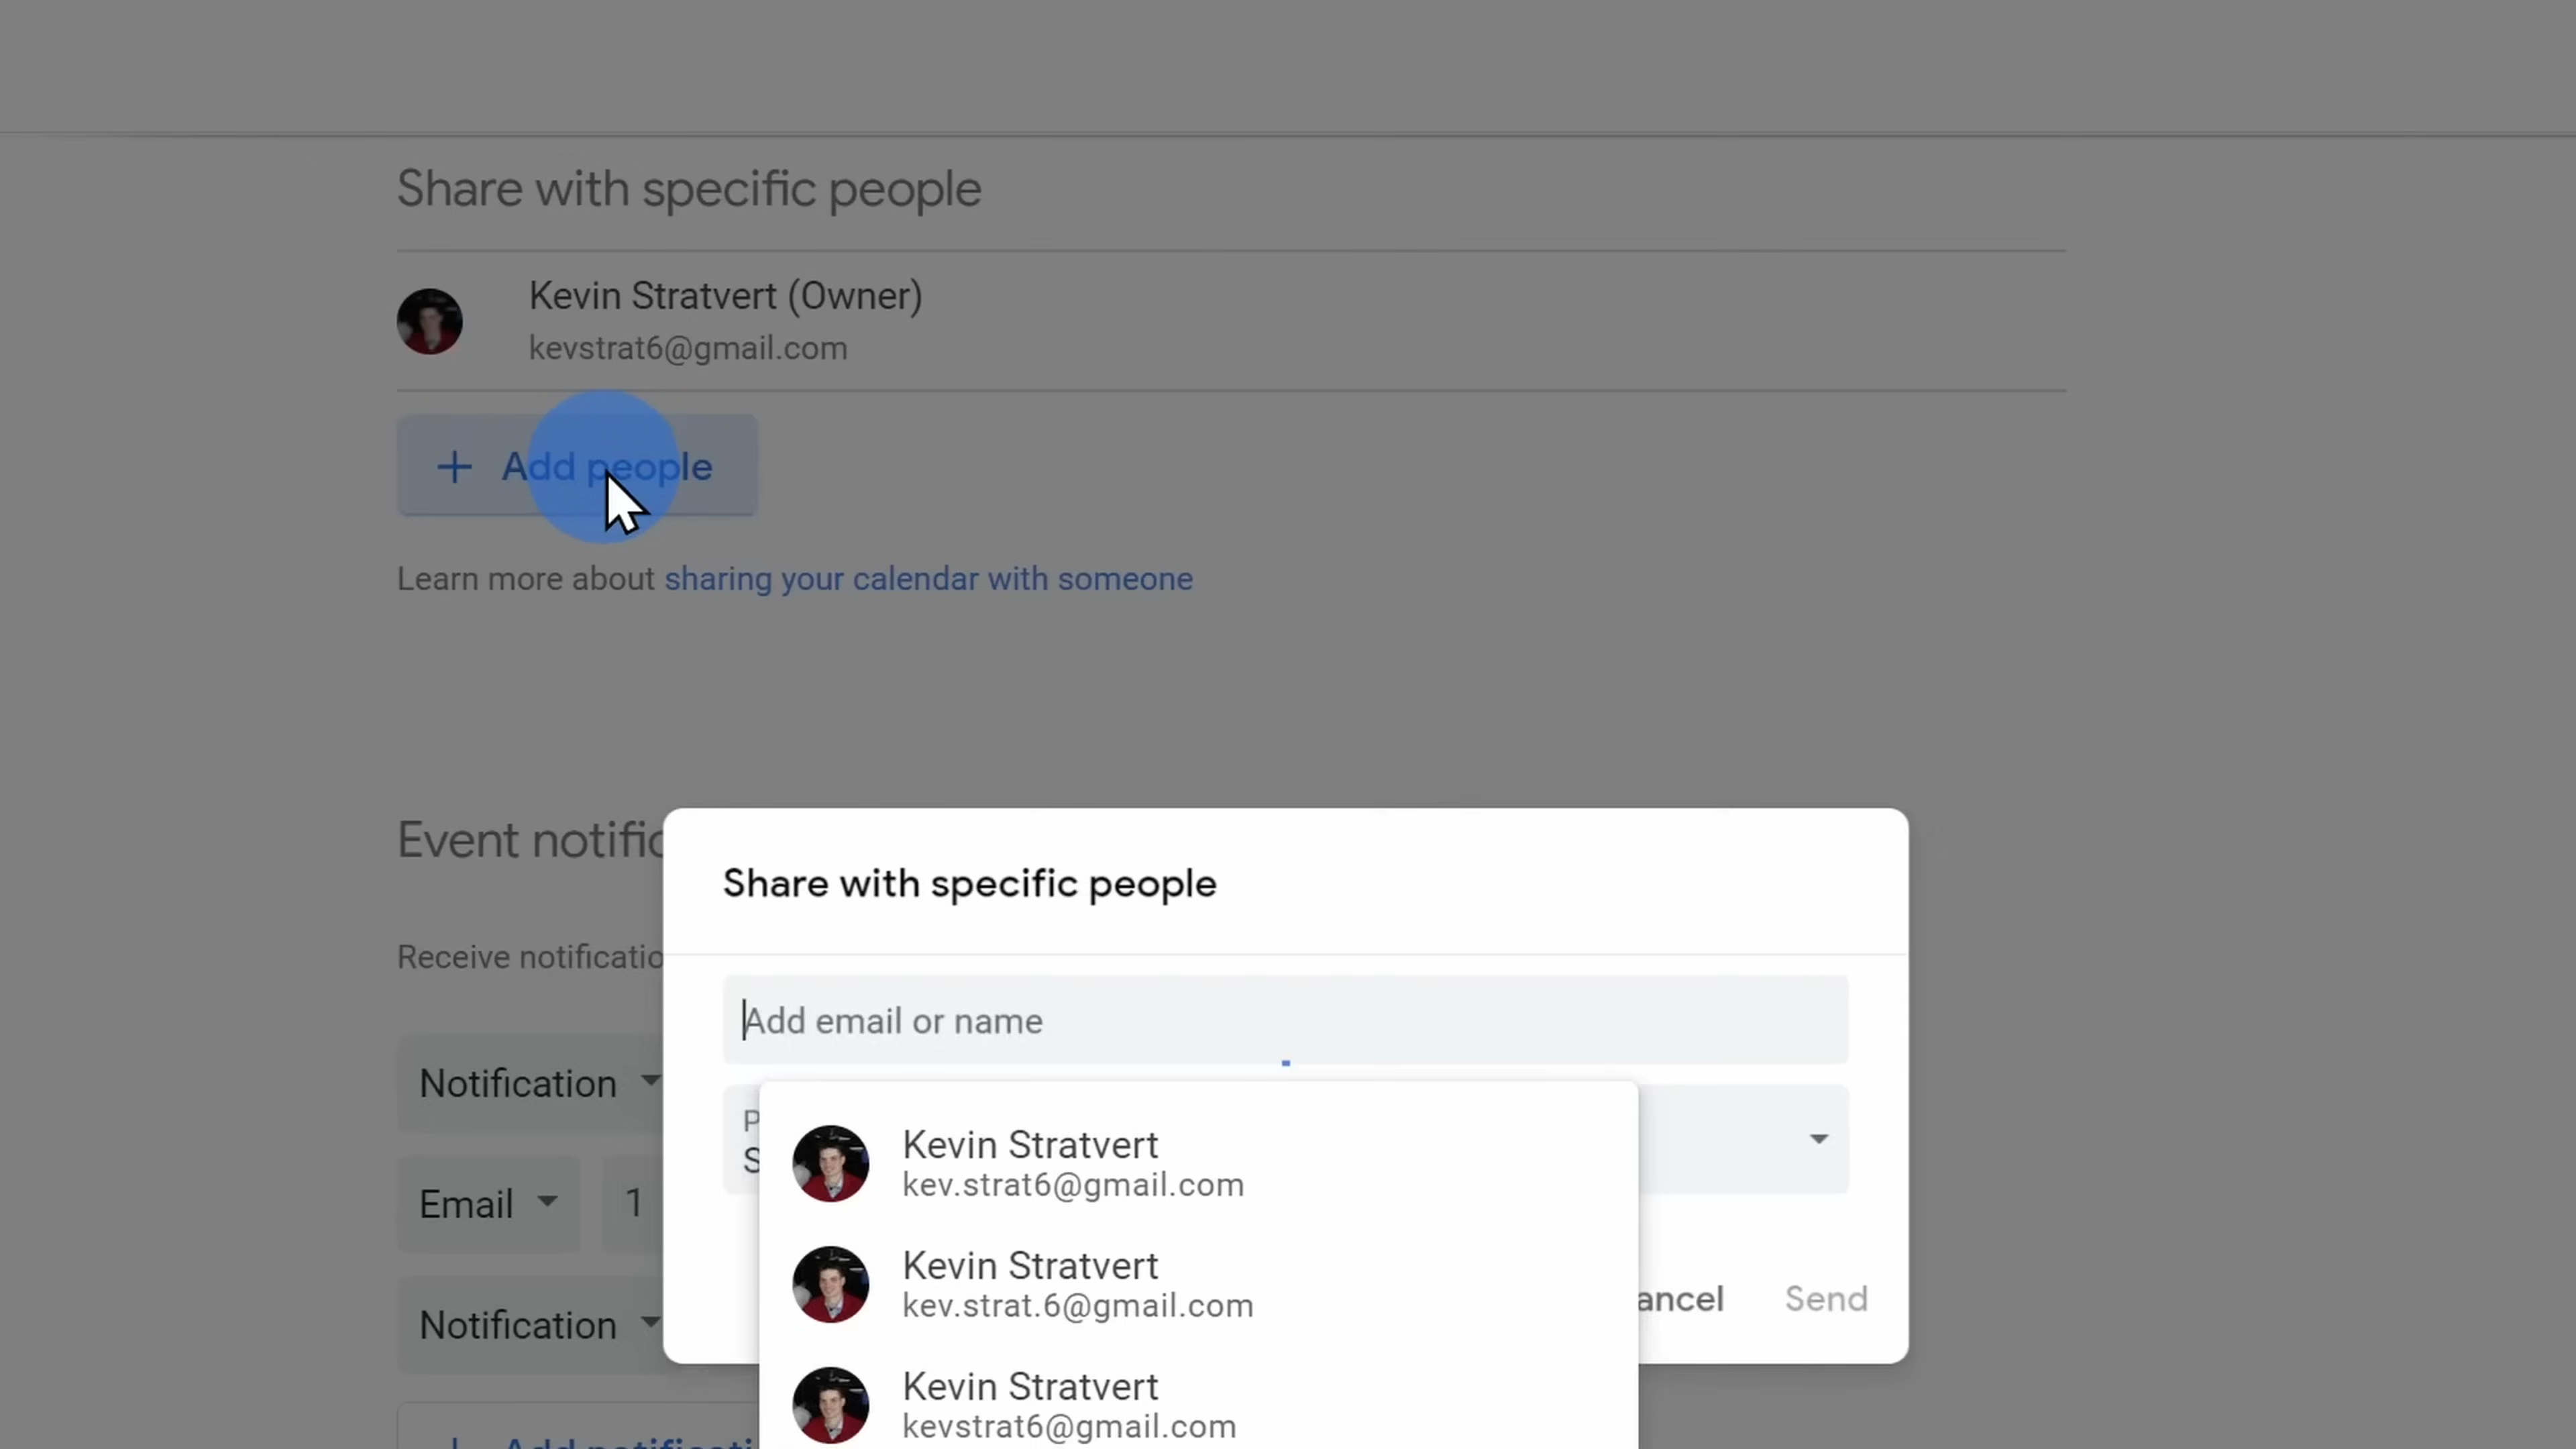 Share with specific people
Kevin Stratvert (Owner)
kevstrat6@gmail.com
Add people
Learn more about sharing your calendar with someone
Event notific
Receive notificatio
Notification
Email 1
Notification
Share with specific people
Add email or name
P
S
Kevin Stratvert
kev.strat6@gmail.com
Kevin Stratvert
kev.strat.6@gmail.com
Kevin Stratvert
kevstrat6@gmail.com
ancel Send